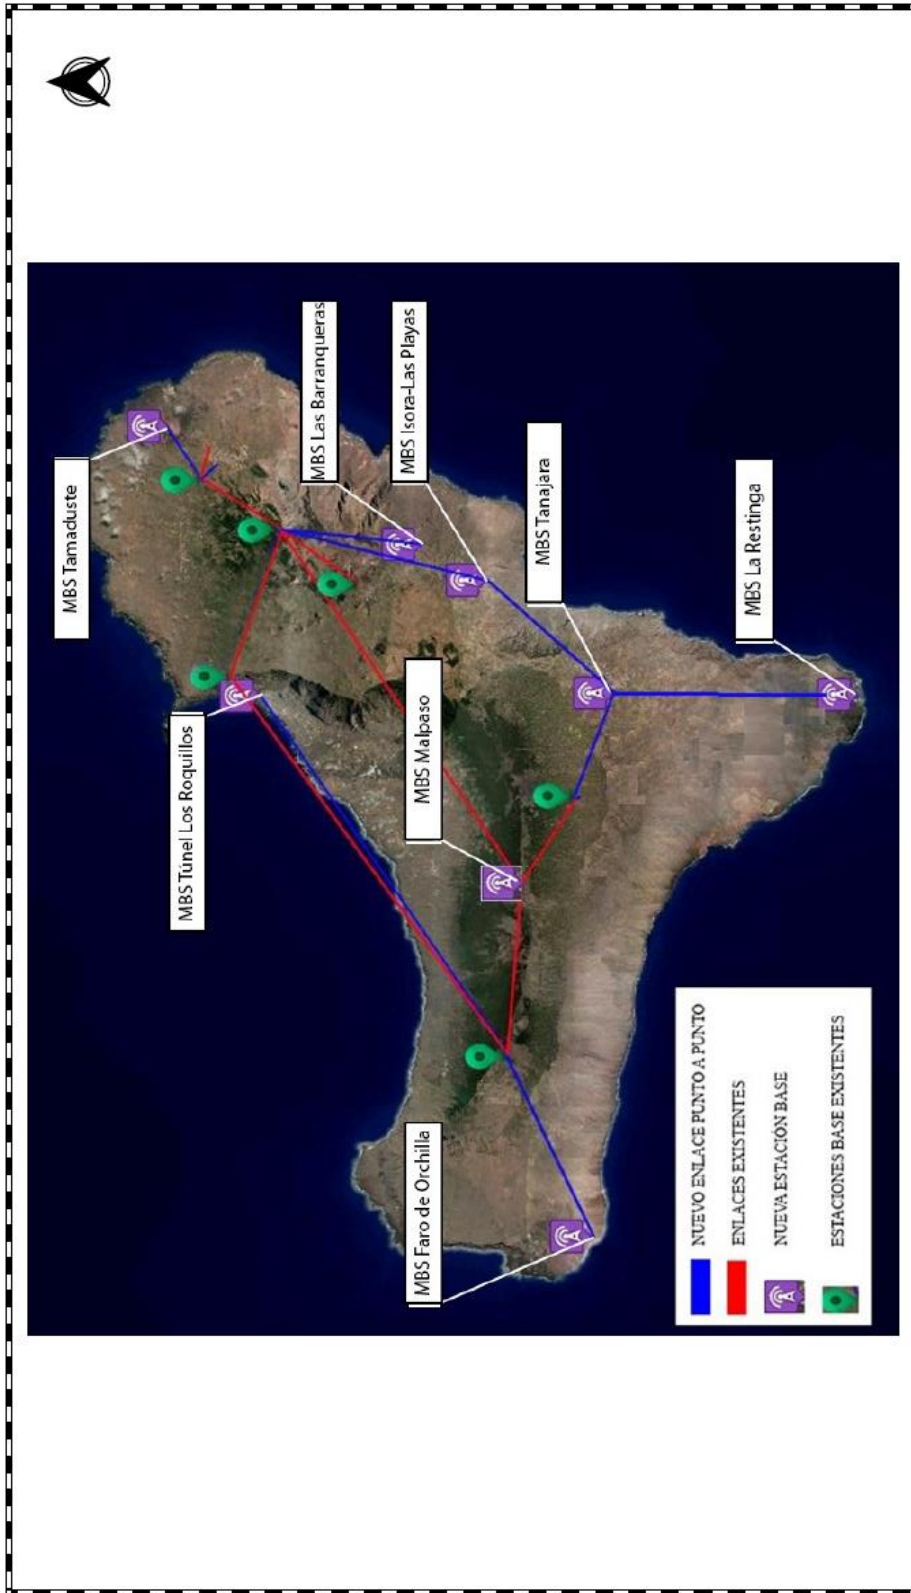 MBS Tamaduste
MBS Las Barranqueras
MBS Isora-Las Playas
MBS Tanajara
MBS La Restinga
MBS Túnel Los Roquillos
MBS Malpaso
MBS Faro de Orchilla
NUEVO ENLACE PUNTO A PUNTO
ENLACES EXISTENTES
NUEVA ESTACIÓN BASE
ESTACIONES BASE EXISTENTES